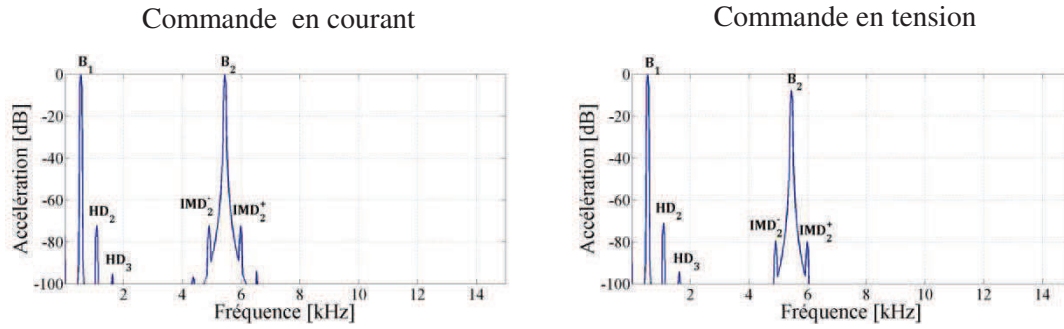 Commande en courant
Commande en tension
B1
B2
HD2
HD3
IMD2-
IMD2+
Accélération [dB]
0
-20
-40
-60
-80
-100
2
4
6
8
10
12
14
Fréquence [kHz]
B1
B2
HD2
HD3
IMD2-
IMD2+
Accélération [dB]
0
-20
-40
-60
-80
-100
2
4
6
8
10
12
14
Fréquence [kHz]